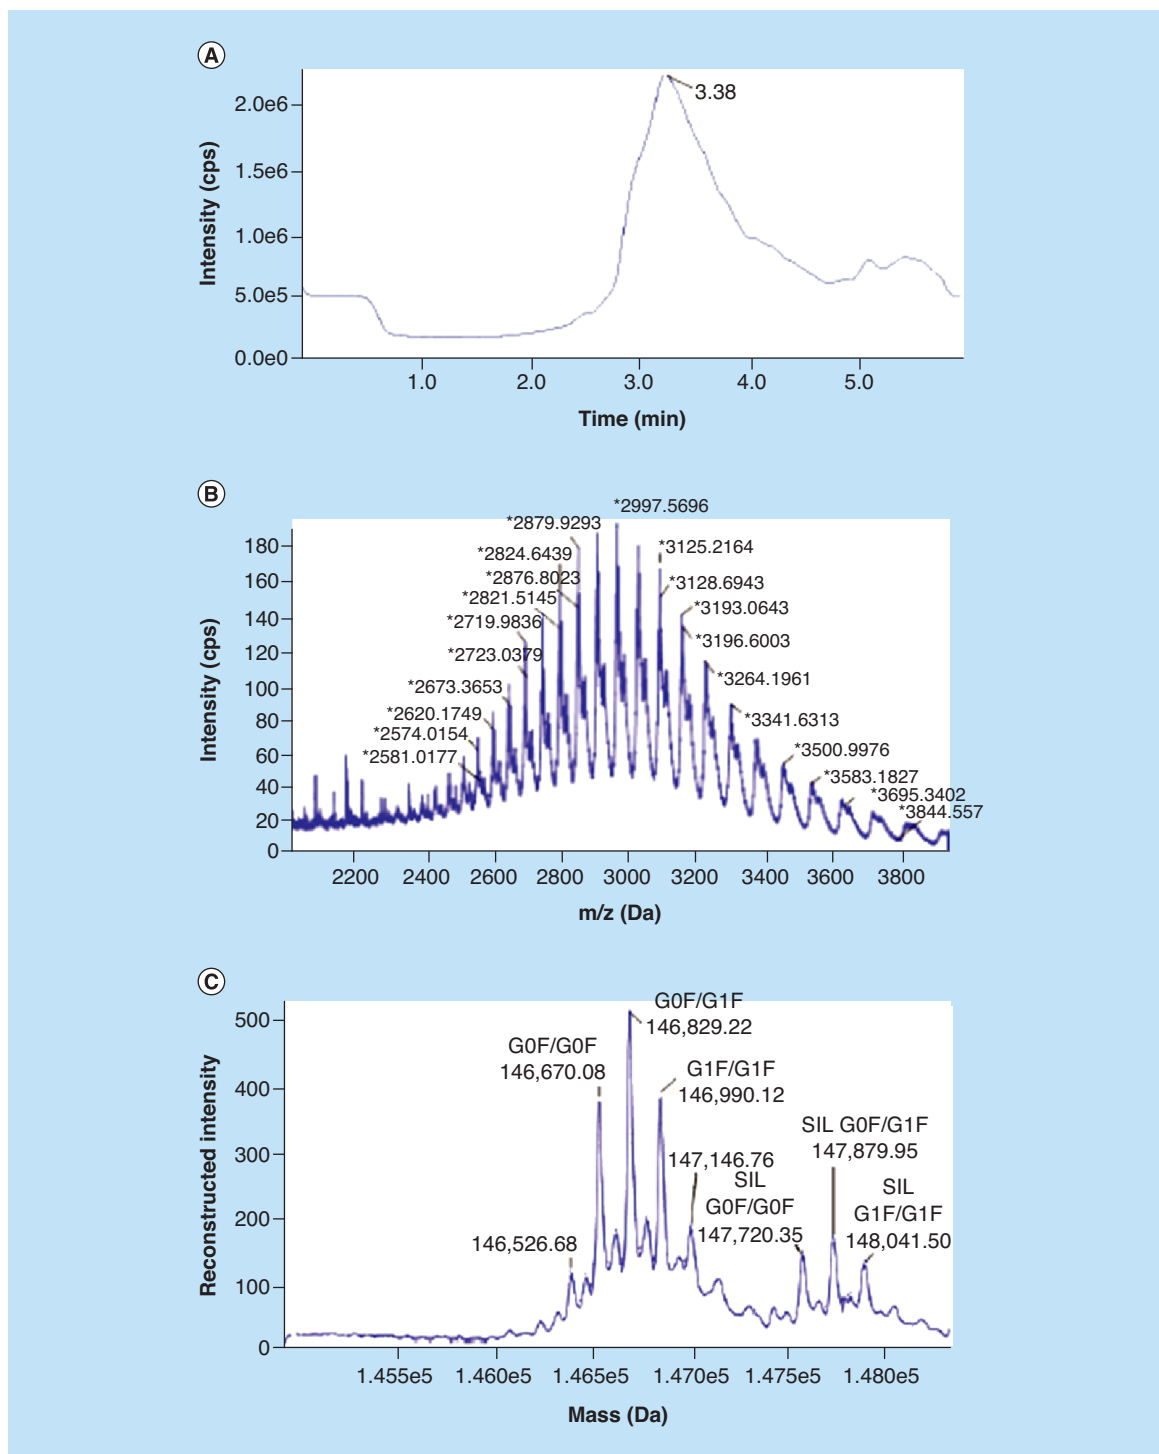 A
Intensity (cps)
2.0e6
1.5e6
1.0e6
5.0e5
0.0e0
3.38
1.0 2.0 3.0 4.0 5.0
Time (min)
B
Intensity (cps)
180
160
140
120
100
80
60
40
20
0
*2997.5696
*2879.9293
*2824.6439
*2876.8023
*2821.5145
*2719.9836
*2723.0379
*2673.3653
*2620.1749
*2574.0154
*2581.0177
*3125.2164
*3128.6943
*3193.0643
*3196.6003
*3264.1961
*3341.6313
*3500.9976
*3583.1827
*3695.3402
*3844.557
2200 2400 2600 2800 3000 3200 3400 3600 3800
m/z (Da)
C
Reconstructed intensity
500
400
300
200
100
0
G0F/G1F
146,829.22
G0F/G0F
146,670.08
G1F/G1F
146,990.12
SIL G0F/G1F
147,879.95
147,146.76
SIL
G0F/G0F
147,720.35
SIL
G1F/G1F
148,041.50
146,526.68
1.455e5 1.460e5 1.465e5 1.470e5 1.475e5 1.480e5
Mass (Da)